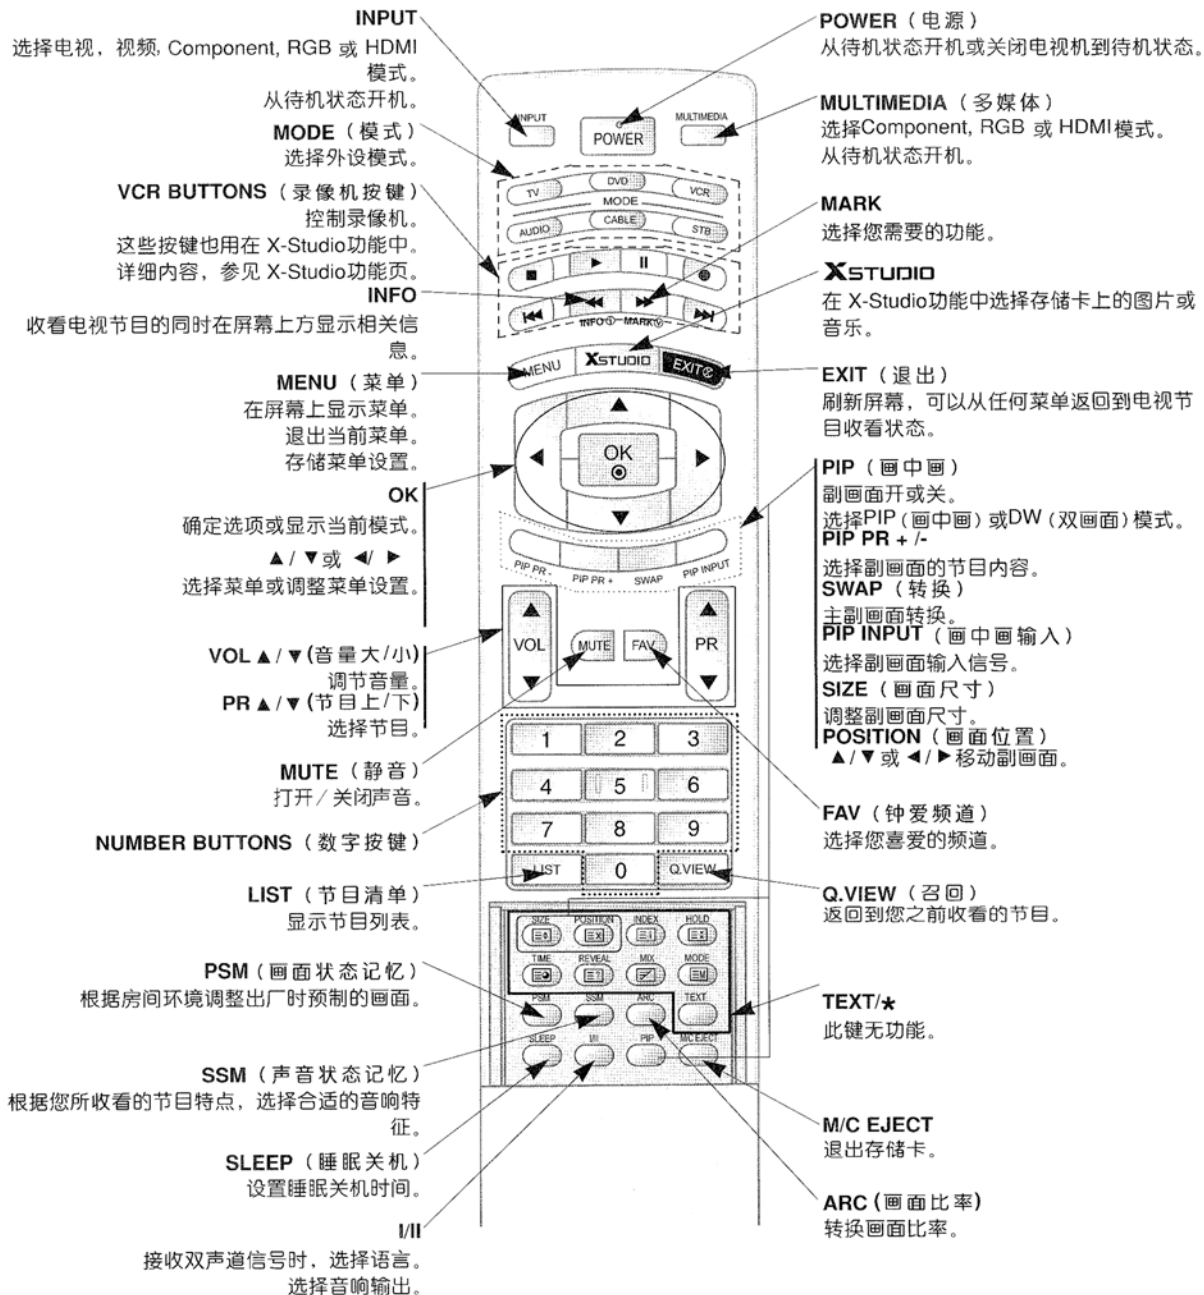 INPUT
选择电视，视频, Component, RGB 或 HDMI
模式。
从待机状态开机。
MODE（模式）
选择外设模式。
VCR BUTTONS（录像机按键）
控制录像机。
这些按键也用在 X-Studio功能中。
详细内容，参见 X-Studio功能页。
INFO
收看电视节目的同时在屏幕上方显示相关信
息。
MENU（菜单）
在屏幕上显示菜单。
退出当前菜单。
存储菜单设置。
OK
确定选项或显示当前模式。
▲/ ▼或 ◀/ ▶
选择菜单或调整菜单设置。
VOL ▲/ ▼(音量大/小)
调节音量。
PR ▲/ ▼(节目上/下)
选择节目。
MUTE（静音）
打开/关闭声音。
NUMBER BUTTONS（数字按键）
LIST（节目清单）
显示节目列表。
PSM（画面状态记忆）
根据房间环境调整出厂时预制的画面。
SSM（声音状态记忆）
根据您所收看的节目特点，选择合适的音响特
征。
SLEEP（睡眠关机）
设置睡眠关机时间。
I/II
接收双声道信号时，选择语言。
选择音响输出。
INPUT
POWER
MULTIMEDIA
TV
DVD
VCR
MODE
AUDIO
CABLE
STB
INFO i
MARK
MENU
XSTUDIO
EXIT
OK
PIP PR -
PIP PR +
SWAP
PIP INPUT
VOL
MUTE
FAV
PR
1 2 3
4 5 6
7 8 9
LIST 0 Q.VIEW
SIZE POSITION INDEX HOLD
TIME REVEAL MIX MODE
PSM SSM ARC TEXT
SLEEP I/II PIP M/C EJECT
POWER（电源）
从待机状态开机或关闭电视机到待机状态。
MULTIMEDIA（多媒体）
选择Component, RGB 或 HDMI模式。
从待机状态开机。
MARK
选择您需要的功能。
XSTUDIO
在 X-Studio功能中选择存储卡上的图片或
音乐。
EXIT（退出）
刷新屏幕，可以从任何菜单返回到电视节
目收看状态。
PIP（画中画）
副画面开或关。
选择PIP（画中画）或DW（双画面）模式。
PIP PR + /-
选择副画面的节目内容。
SWAP（转换）
主副画面转换。
PIP INPUT（画中画输入）
选择副画面输入信号。
SIZE（画面尺寸）
调整副画面尺寸。
POSITION（画面位置）
▲/▼或◀/▶移动副画面。
FAV（钟爱频道）
选择您喜爱的频道。
Q.VIEW（召回）
返回到您之前收看的节目。
TEXT/*
此键无功能。
M/C EJECT
退出存储卡。
ARC (画面比率)
转换画面比率。